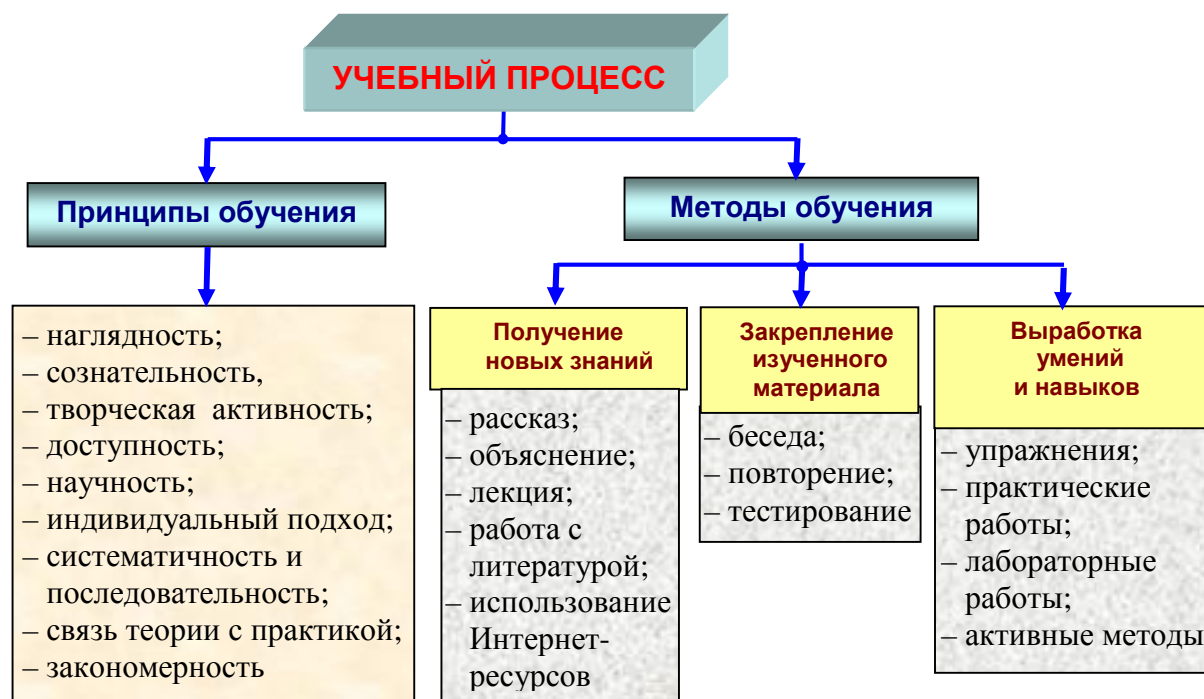 УЧЕБНЫЙ ПРОЦЕСС
Принципы обучения
– наглядность;
– сознательность,
– творческая активность;
– доступность;
– научность;
– индивидуальный подход;
– систематичность и
последовательность;
– связь теории с практикой;
– закономерность
Методы обучения
Получение
новых знаний
– рассказ;
– объяснение;
– лекция;
– работа с
литературой;
– использование
Интернет-
ресурсов
Закрепление
изученного
материала
– беседа;
– повторение;
– тестирование
Выработка
умений
и навыков
– упражнения;
– практические
работы;
– лабораторные
работы;
– активные методы